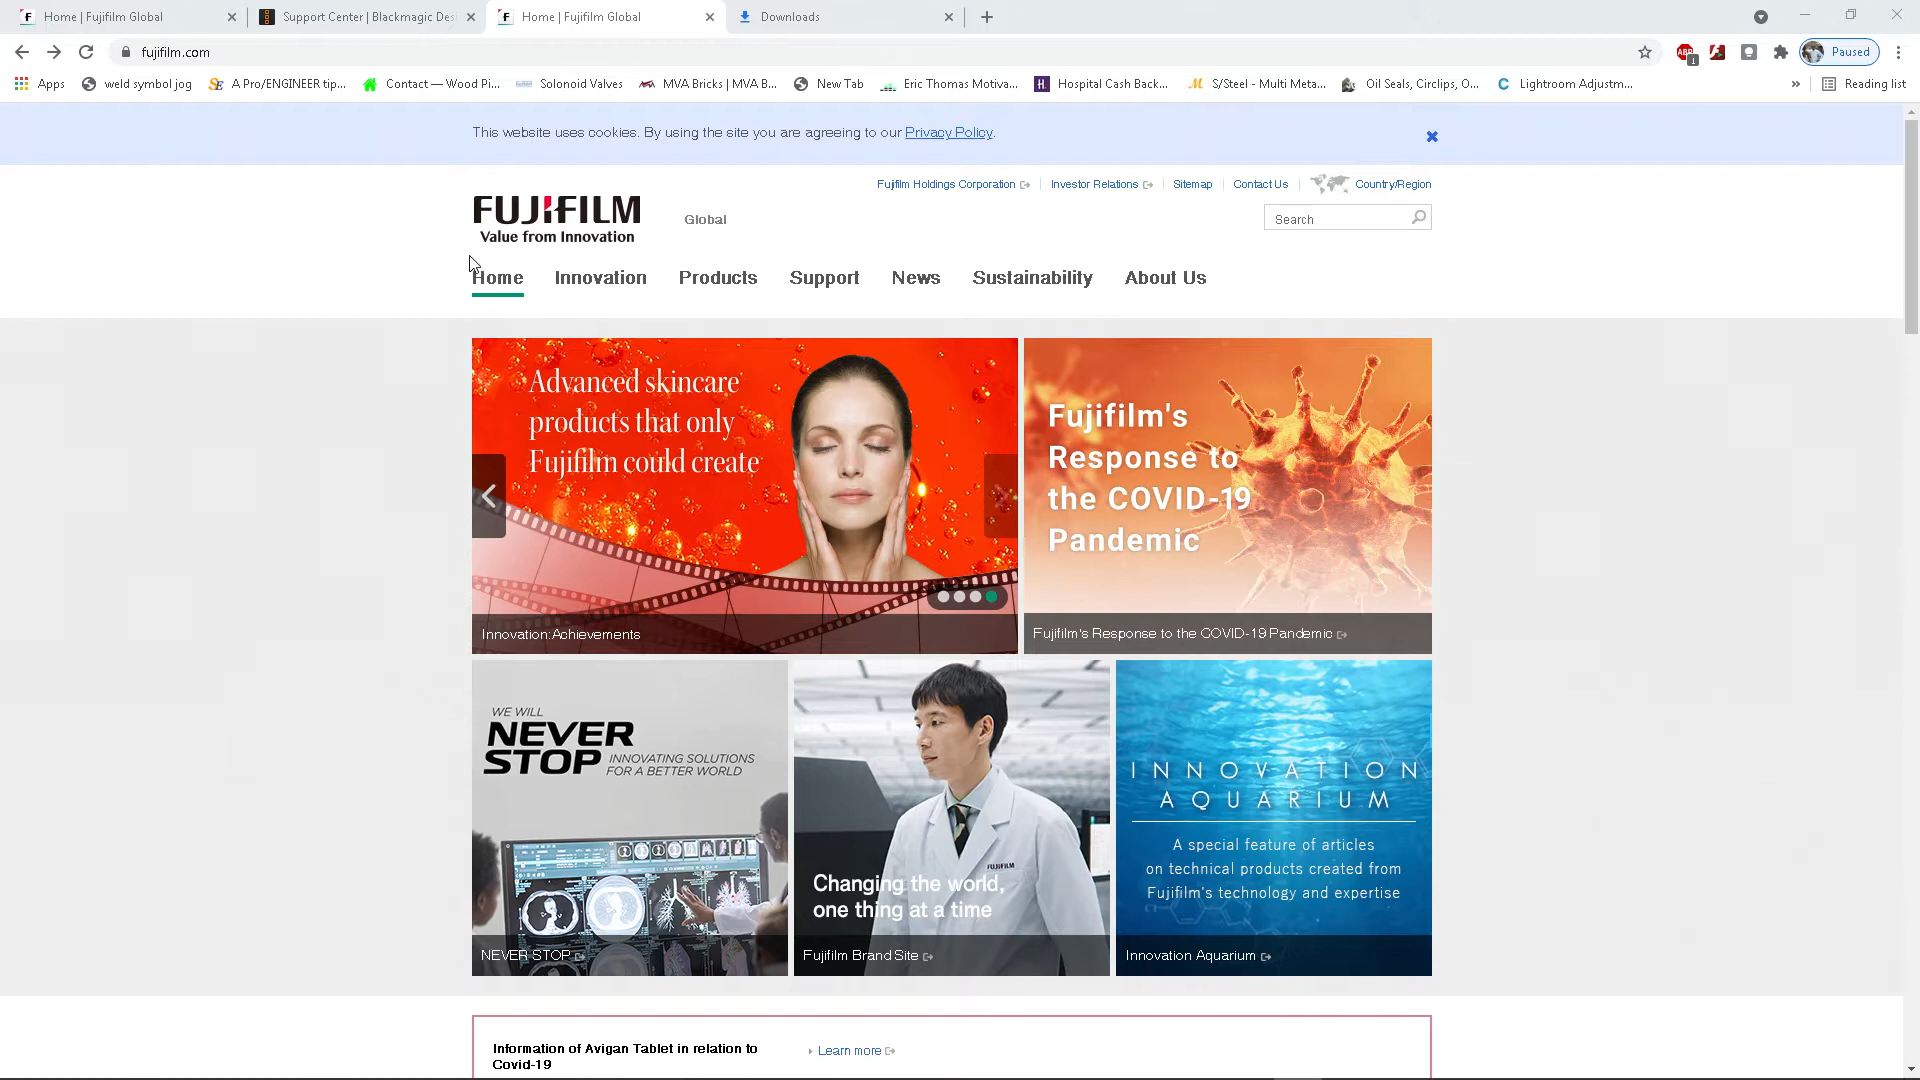 Home | Fujifilm Global
Support Center | Blackmagic Des
Home | Fujifilm Global
Downloads
fujifilm.com
ABP
1
Paused
Apps
weld symbol jog
A Pro/ENGINEER tip...
Contact — Wood Pi...
Solonoid Valves
MVA Bricks | MVA B...
New Tab
Eric Thomas Motiva...
Hospital Cash Back...
S/Steel - Multi Meta...
Oil Seals, Circlips, O...
Lightroom Adjustm...
»
Reading list
This website uses cookies. By using the site you are agreeing to our Privacy Policy.
Fujifilm Holdings Corporation
Investor Relations
Sitemap
Contact Us
Country/Region
FUJIFILM
Value from Innovation
Global
Search
Home
Innovation
Products
Support
News
Sustainability
About Us
Advanced skincare
products that only
Fujifilm could create
Innovation:Achievements
Fujifilm's
Response to
the COVID-19
Pandemic
Fujifilm's Response to the COVID-19 Pandemic
WE WILL
NEVER
STOP
INNOVATING SOLUTIONS
FOR A BETTER WORLD
NEVER STOP
FUJIFILM
Changing the world,
one thing at a time
Fujifilm Brand Site
INNOVATION
AQUARIUM
A special feature of articles
on technical products created from
Fujifilm's technology and expertise
Innovation Aquarium
Information of Avigan Tablet in relation to
Covid-19
Learn more